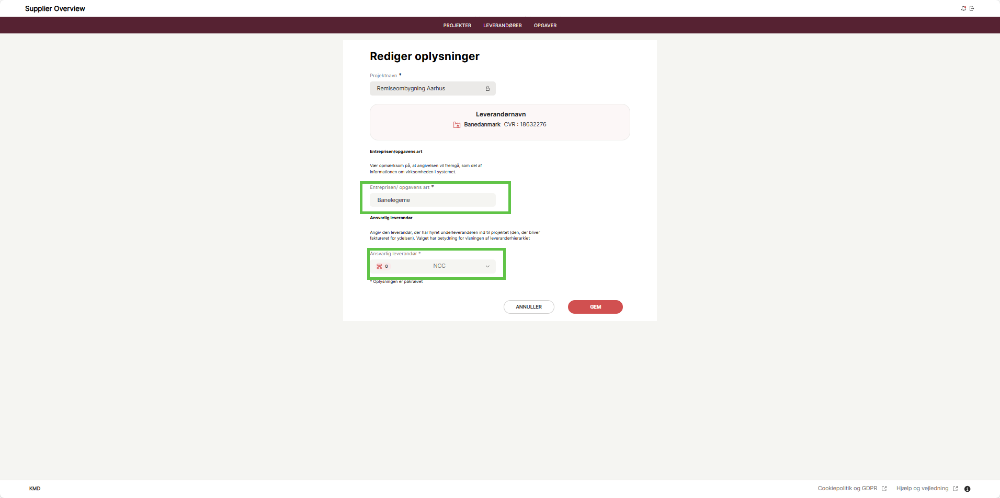 Supplier Overview
PROJEKTER LEVERANDØRER OPGAVER
Rediger oplysninger
Projektnavn *
Remiseombygning Aarhus
Leverandørnavn
Banedanmark CVR : 18632276
Entreprisen/opgavens art
Vær opmærksom på, at angivelsen vil fremgå, som del af
informationen om virksomheden i systemet.
Entreprisen/ opgavens art *
Banelegeme
Ansvarlig leverandør
Angiv den leverandør, der har hyret underleverandøren ind til projektet (den, der bliver
faktureret for ydelsen). Valget har betydning for visningen af leverandørhierarkiet
Ansvarlig leverandør *
0 NCC
* Oplysningen er påkrævet
ANNULLER GEM
KMD Cookiepolitik og GDPR Hjælp og vejledning